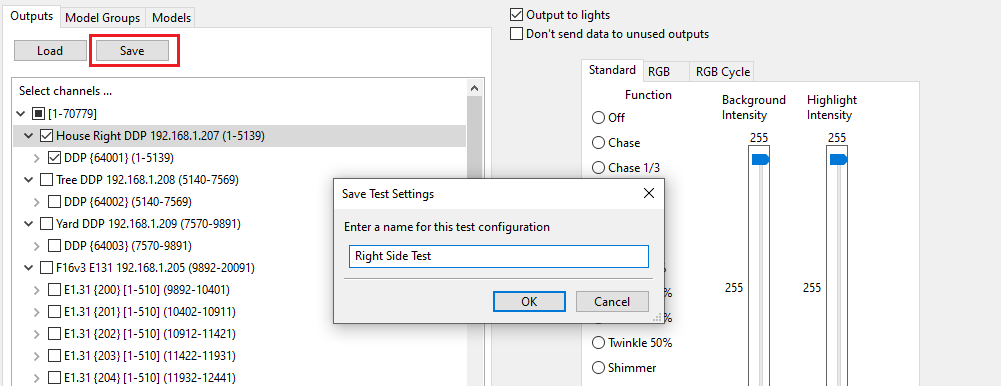 Outputs Model Groups Models
Load Save
Select channels ...
[1-70779]
House Right DDP 192.168.1.207 (1-5139)
DDP {64001} (1-5139)
Tree DDP 192.168.1.208 (5140-7569)
DDP {64002} (5140-7569)
Yard DDP 192.168.1.209 (7570-9891)
DDP {64003} (7570-9891)
F16v3 E131 192.168.1.205 (9892-20091)
E1.31 {200} [1-510] (9892-10401)
E1.31 {201} [1-510] (10402-10911)
E1.31 {202} [1-510] (10912-11421)
E1.31 {203} [1-510] (11422-11931)
E1.31 {204} [1-510] (11932-12441)
Output to lights
Don't send data to unused outputs
Standard RGB RGB Cycle
Function
Off
Chase
Chase 1/3
%
%
%
Twinkle 50%
Shimmer
Background
Intensity
255
255
Highlight
Intensity
255
255
Save Test Settings
Enter a name for this test configuration
Right Side Test
OK Cancel